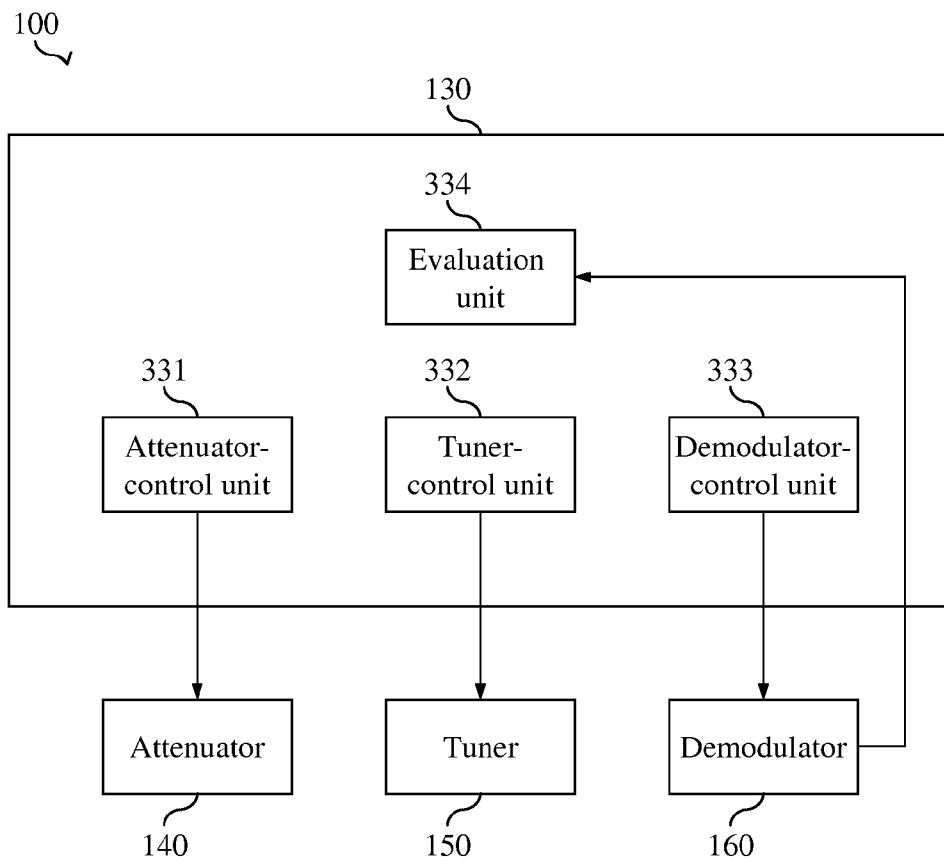 100
130
334
Evaluation
unit
331
332
333
Attenuator-
control unit
Tuner-
control unit
Demodulator-
control unit
Attenuator
Tuner
Demodulator
140
150
160